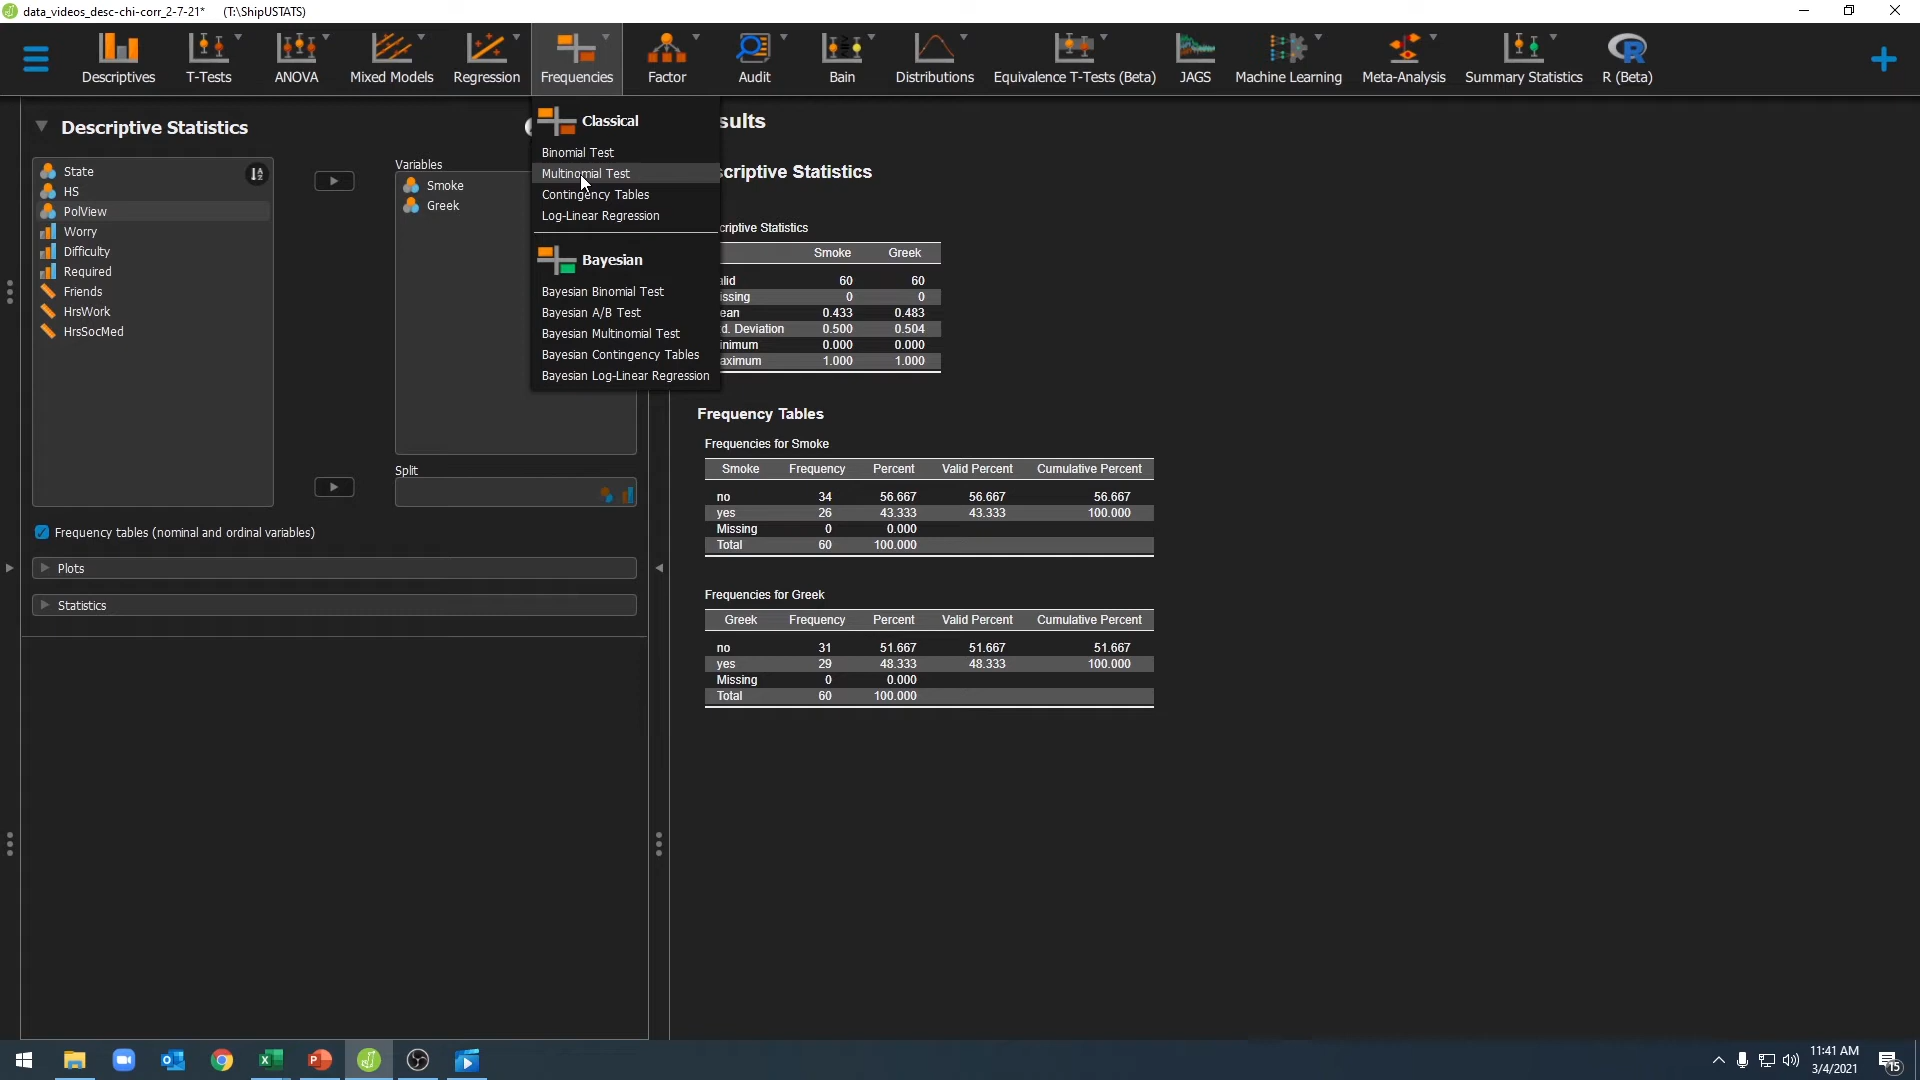 data_videos_desc-chi-corr_2-7-21* (T:\ShipUSTATS)
Descriptives T-Tests ANOVA Mixed Models Regression Frequencies Factor Audit Bain Distributions Equivalence T-Tests (Beta) JAGS Machine Learning Meta-Analysis Summary Statistics R (Beta)
Descriptive Statistics
State
HS
PolView
Worry
Difficulty
Required
Friends
HrsWork
HrsSocMed
Variables
Smoke
Greek
Split
Frequency tables (nominal and ordinal variables)
Plots
Statistics
Classical
Binomial Test
Multinomial Test
Contingency Tables
Log-Linear Regression
Bayesian
Bayesian Binomial Test
Bayesian A/B Test
Bayesian Multinomial Test
Bayesian Contingency Tables
Bayesian Log-Linear Regression
sults
scriptive Statistics
criptive Statistics
Smoke Greek
alid 60 60
issing 0 0
ean 0.433 0.483
d. Deviation 0.500 0.504
inimum 0.000 0.000
aximum 1.000 1.000
Frequency Tables
Frequencies for Smoke
Smoke Frequency Percent Valid Percent Cumulative Percent
no 34 56.667 56.667 56.667
yes 26 43.333 43.333 100.000
Missing 0 0.000
Total 60 100.000
Frequencies for Greek
Greek Frequency Percent Valid Percent Cumulative Percent
no 31 51.667 51.667 51.667
yes 29 48.333 48.333 100.000
Missing 0 0.000
Total 60 100.000
11:41 AM
3/4/2021
15